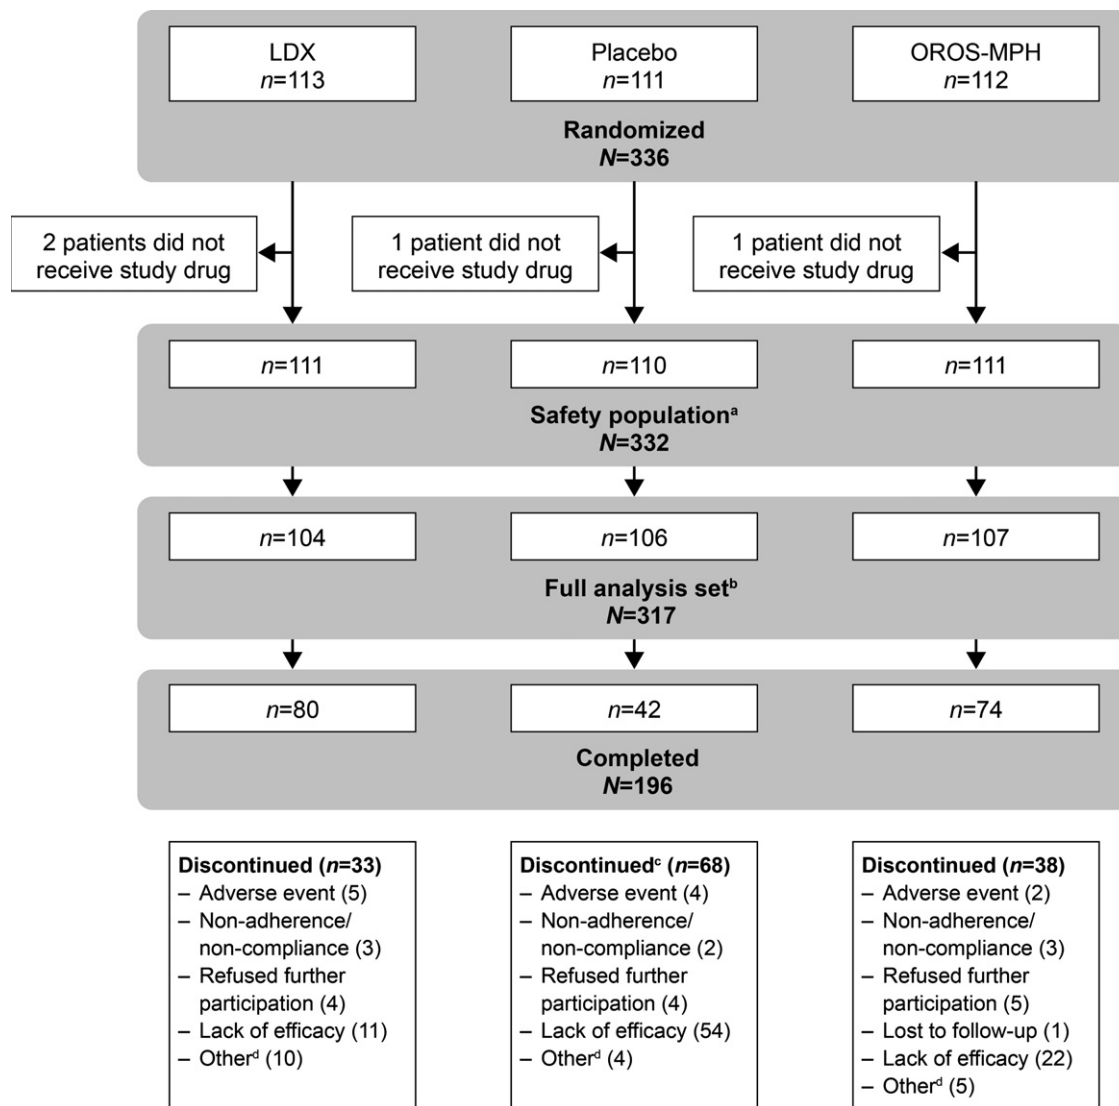 LDX
n=113
Placebo
n=111
OROS-MPH
n=112
Randomized
N=336
2 patients did not
receive study drug
1 patient did not
receive study drug
1 patient did not
receive study drug
n=111
n=110
n=111
Safety populationᵃ
N=332
n=104
n=106
n=107
Full analysis setᵇ
N=317
n=80
n=42
n=74
Completed
N=196
Discontinued (n=33)
– Adverse event (5)
– Non-adherence/
non-compliance (3)
– Refused further
participation (4)
– Lack of efficacy (11)
– Otherᵈ (10)
Discontinuedᶜ (n=68)
– Adverse event (4)
– Non-adherence/
non-compliance (2)
– Refused further
participation (4)
– Lack of efficacy (54)
– Otherᵈ (4)
Discontinued (n=38)
– Adverse event (2)
– Non-adherence/
non-compliance (3)
– Refused further
participation (5)
– Lost to follow-up (1)
– Lack of efficacy (22)
– Otherᵈ (5)